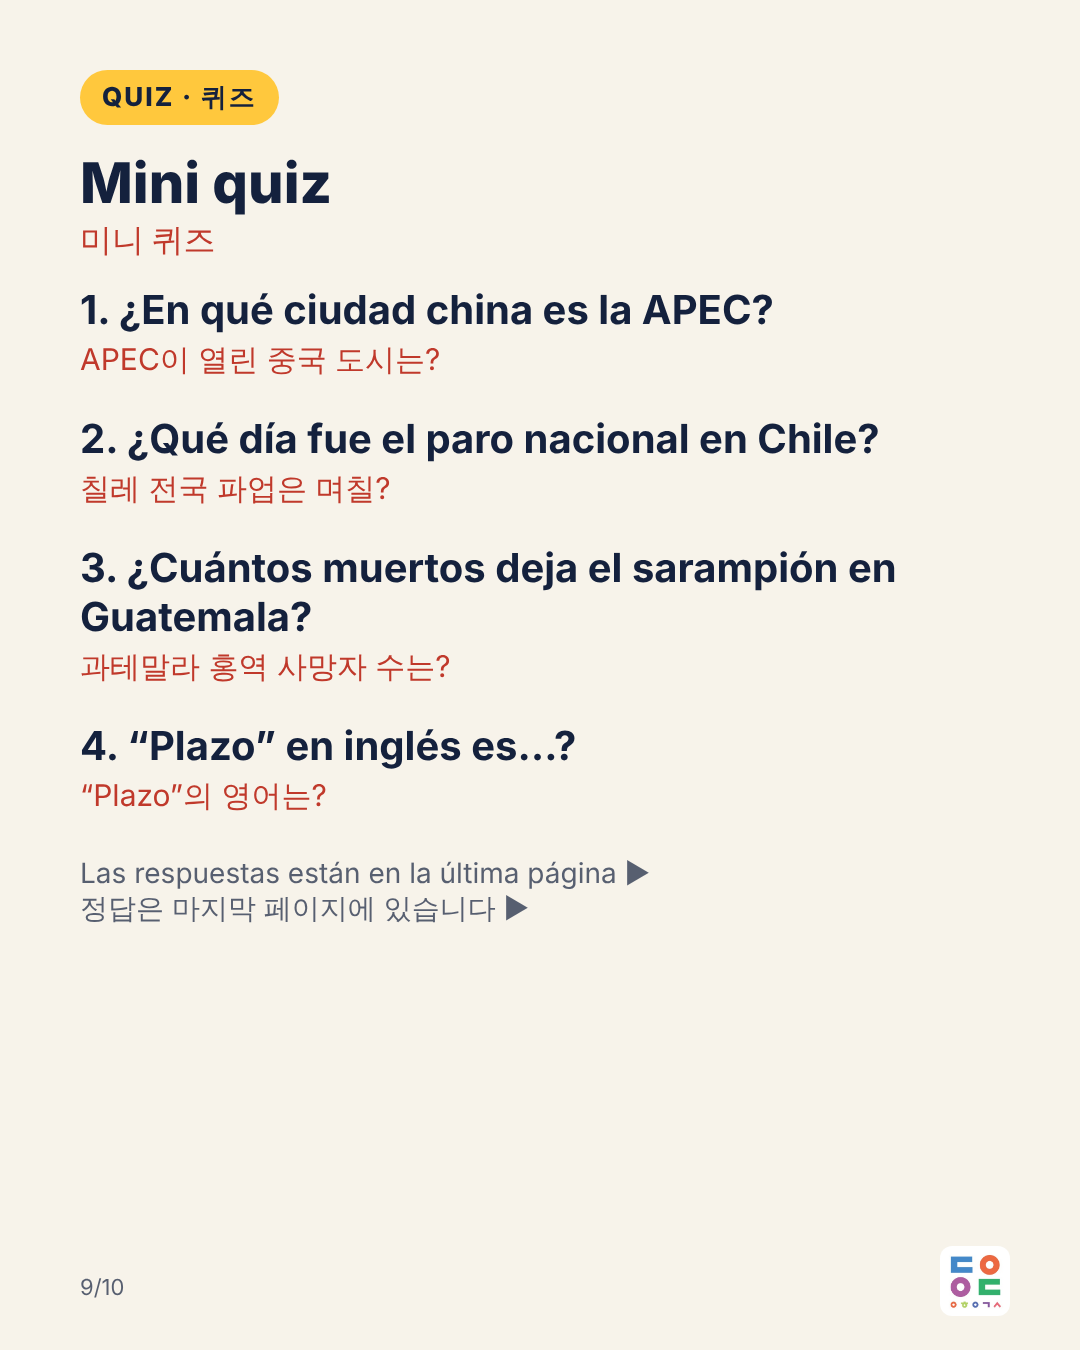 QUIZ · 퀴즈
Mini quiz
미니 퀴즈
1. ¿En qué ciudad china es la APEC?
APEC이 열린 중국 도시는?
2. ¿Qué día fue el paro nacional en Chile?
칠레 전국 파업은 며칠?
3. ¿Cuántos muertos deja el sarampión en
Guatemala?
과테말라 홍역 사망자 수는?
4. “Plazo” en inglés es...?
“Plazo”의 영어는?
Las respuestas están en la última página ▶
정답은 마지막 페이지에 있습니다 ▶
9/10